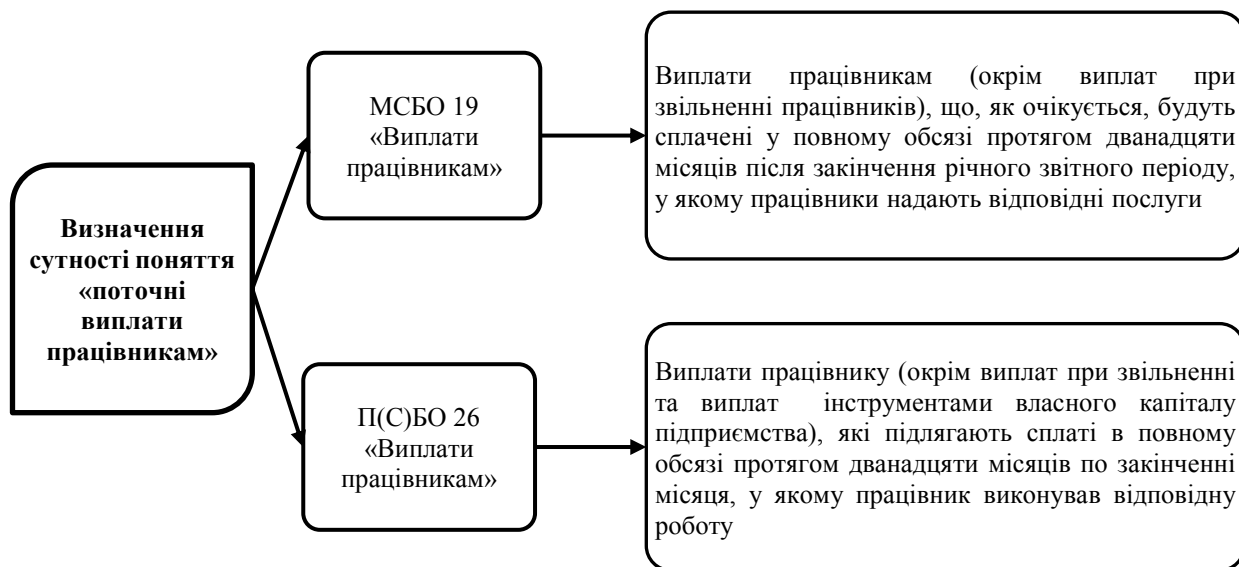 Визначення
сутності поняття
«поточні
виплати
працівникам»
МСБО 19
«Виплати
працівникам»
Виплати працівникам (окрім виплат при
звільненні працівників), що, як очікується, будуть
сплачені у повному обсязі протягом дванадцяти
місяців після закінчення річного звітного періоду,
у якому працівники надають відповідні послуги
П(С)БО 26
«Виплати
працівникам»
Виплати працівнику (окрім виплат при звільненні
та виплат інструментами власного капіталу
підприємства), які підлягають сплаті в повному
обсязі протягом дванадцяти місяців по закінченні
місяця, у якому працівник виконував відповідну
роботу